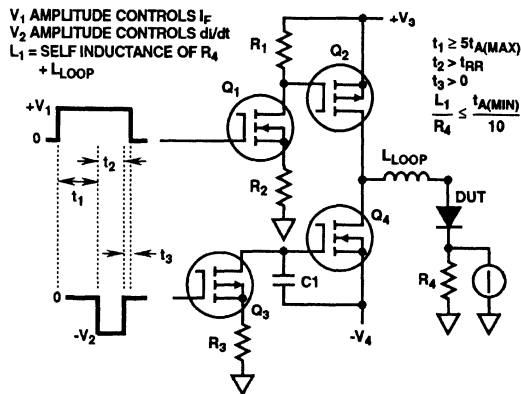 V1 AMPLITUDE CONTROLS IF
V2 AMPLITUDE CONTROLS di/dt
L1 = SELF INDUCTANCE OF R4
+ LLOOP
+V3
t1 ≥ 5tA(MAX)
t2 > tRR
t3 > 0
L1/R4 ≤ tA(MIN)/10
R1
Q2
Q1
+V1
0
t2
t1
t3
R2
LLOOP
DUT
Q4
R4
C1
0
-V2
Q3
R3
-V4